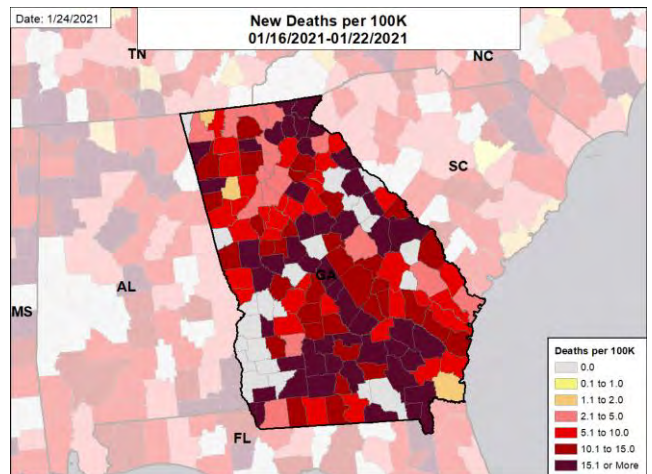 Date: 1/24/2021
New Deaths per 100K
01/16/2021-01/22/2021
TN
NC
SC
GA
AL
MS
FL
Deaths per 100K
0.0
0.1 to 1.0
1.1 to 2.0
2.1 to 5.0
5.1 to 10.0
10.1 to 15.0
15.1 or More